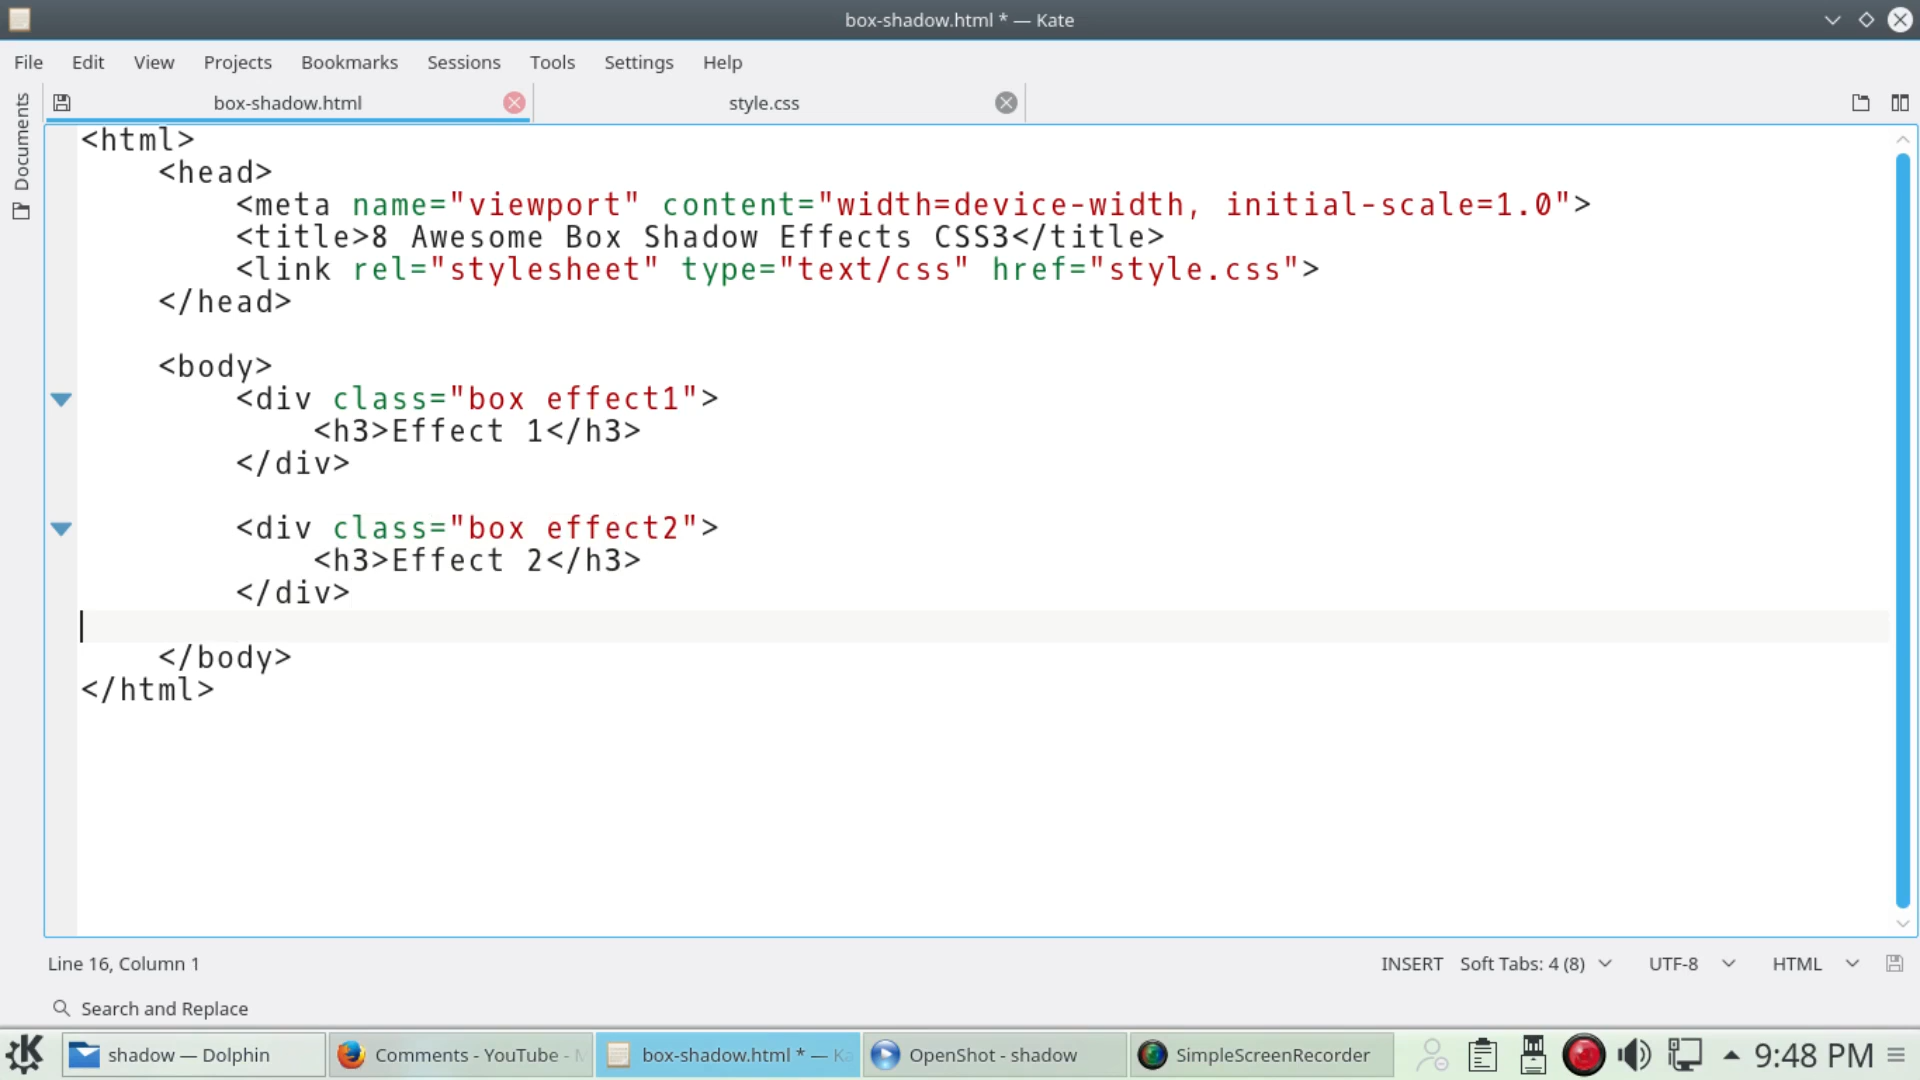 box-shadow.html * — Kate
File Edit View Projects Bookmarks Sessions Tools Settings Help
Documents
box-shadow.html style.css
<html>
<head>
<meta name="viewport" content="width=device-width, initial-scale=1.0">
<title>8 Awesome Box Shadow Effects CSS3</title>
<link rel="stylesheet" type="text/css" href="style.css">
</head>
<body>
<div class="box effect1">
<h3>Effect 1</h3>
</div>
<div class="box effect2">
<h3>Effect 2</h3>
</div>
</body>
</html>
Line 16, Column 1 INSERT Soft Tabs: 4 (8) UTF-8 HTML
Search and Replace
shadow — Dolphin Comments - YouTube - box-shadow.html * — Ka OpenShot - shadow SimpleScreenRecorder 9:48 PM